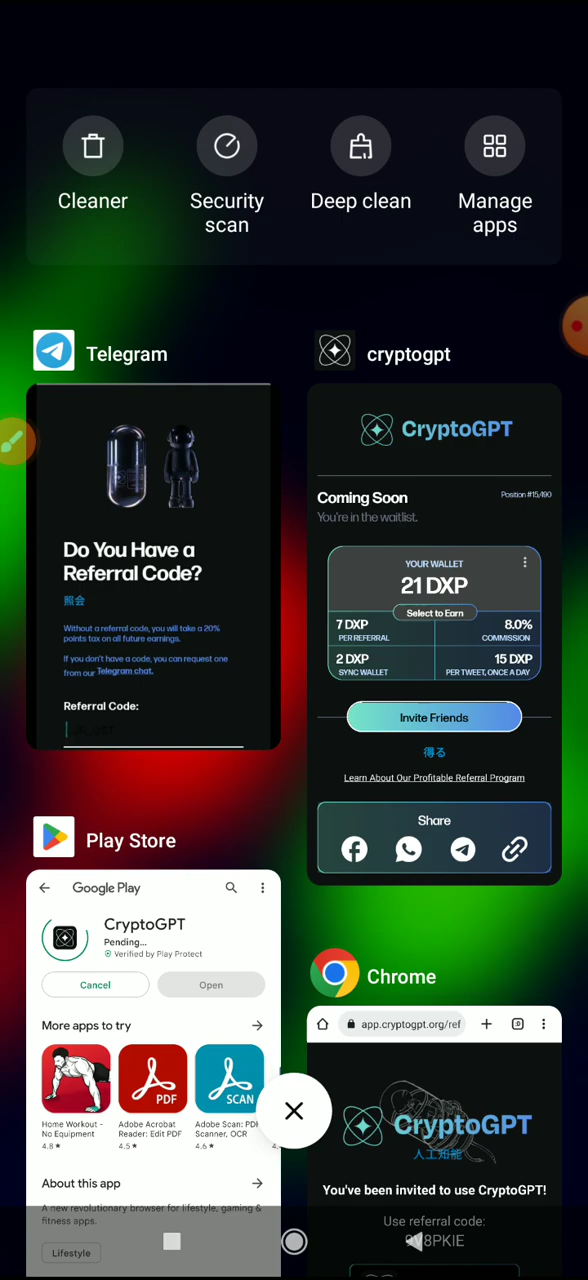 Cleaner
Security
scan
Deep clean
Manage
apps
Telegram
Do You Have a
Referral Code?
照会
Without a referral code, you will take a 20%
points tax on all future earnings.
If you don't have a code, you can request one
from our Telegram chat.
Referral Code:
cryptogpt
CryptoGPT
Coming Soon
Position #15/190
You're in the waitlist.
YOUR WALLET
21 DXP
Select to Earn
7 DXP
PER REFERRAL
8.0%
COMMISSION
2 DXP
SYNC WALLET
15 DXP
PER TWEET, ONCE A DAY
Invite Friends
得る
Learn About Our Profitable Referral Program
Share
Play Store
Google Play
CryptoGPT
Pending...
Verified by Play Protect
Cancel
Open
More apps to try
PDF
SCAN
Home Workout -
No Equipment
4.8★
Adobe Acrobat
Reader: Edit PDF
4.5★
Adobe Scan: PDF
Scanner, OCR
4.6★
About this app
A new revolutionary browser for lifestyle, gaming &
fitness apps.
Lifestyle
Chrome
app.cryptogpt.org/ref
CryptoGPT
人工知能
You've been invited to use CryptoGPT!
Use referral code: